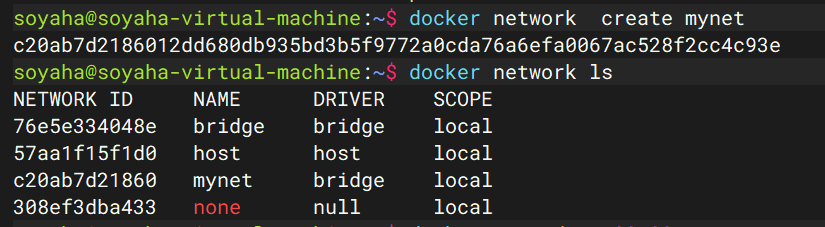 soyaha@soyaha-virtual-machine:~$ docker network  create mynet
c20ab7d2186012dd680db935bd3b5f9772a0cda76a6efa0067ac528f2cc4c93e
soyaha@soyaha-virtual-machine:~$ docker network ls
NETWORK ID     NAME      DRIVER    SCOPE
76e5e334048e   bridge    bridge    local
57aa1f15f1d0   host      host      local
c20ab7d21860   mynet     bridge    local
308ef3dba433   none      null      local